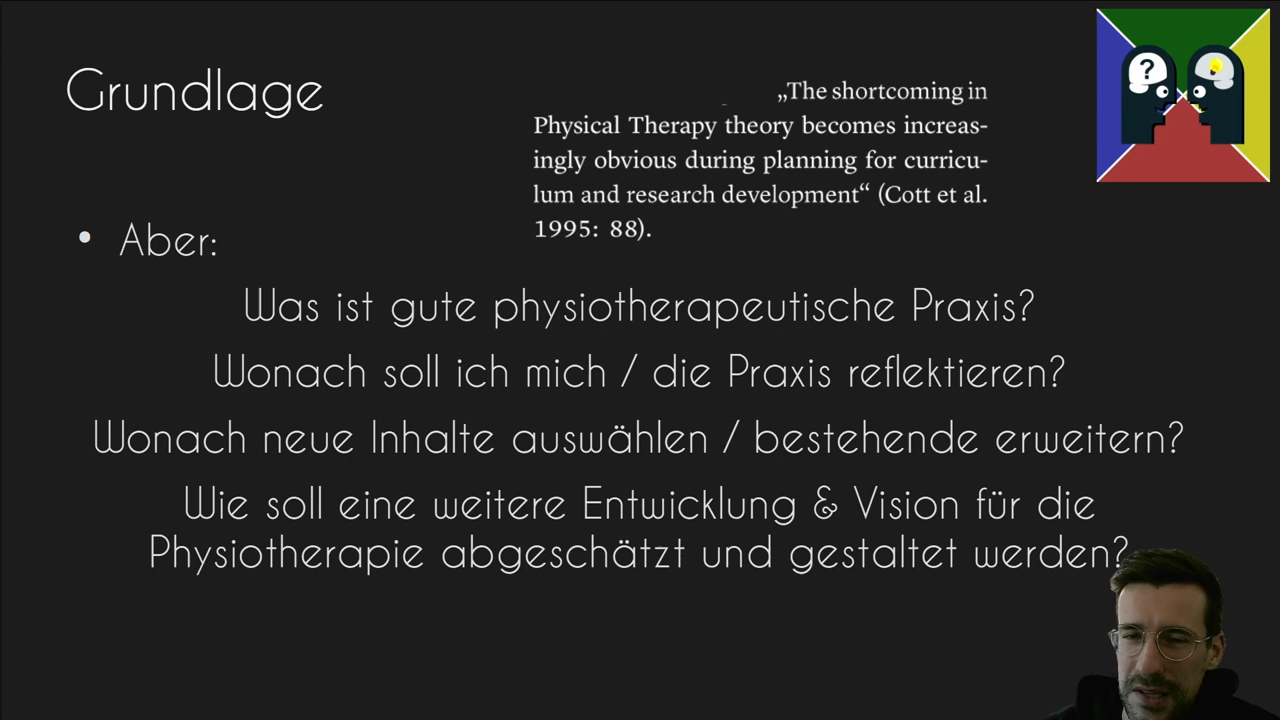 Grundlage
„The shortcoming in
Physical Therapy theory becomes increas-
ingly obvious during planning for curricu-
lum and research development“ (Cott et al.
1995: 88).
?
• Aber:
Was ist gute physiotherapeutische Praxis?
Wonach soll ich mich / die Praxis reflektieren?
Wonach neue Inhalte auswählen / bestehende erweitern?
Wie soll eine weitere Entwicklung & Vision für die
Physiotherapie abgeschätzt und gestaltet werden?